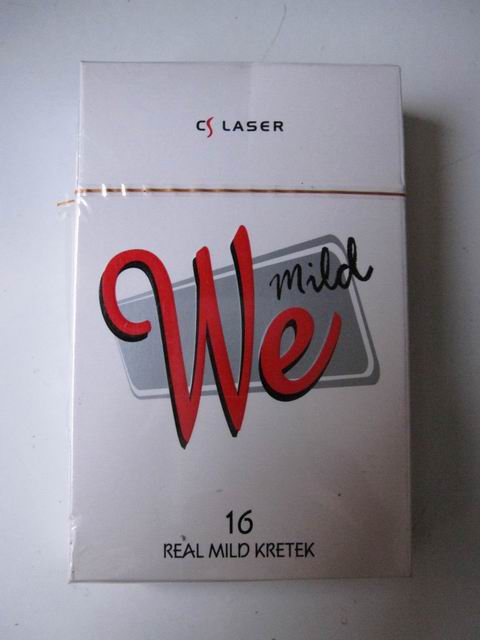 CS LASER
We Mild
16
REAL MILD KRETEK